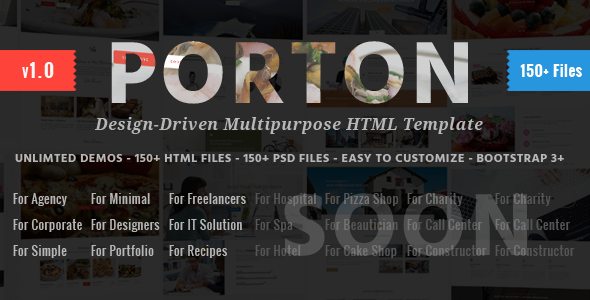 v1.0
PORTON
150+ Files
Design-Driven Multipurpose HTML Template
UNLIMTED DEMOS - 150+ HTML FILES - 150+ PSD FILES - EASY TO CUSTOMIZE - BOOTSTRAP 3+
For Agency For Minimal For Freelancers For Hospital For Pizza Shop For Charity For Charity
For Corporate For Designers For IT Solution For Spa For Beautician For Call Center For Call Center
For Simple For Portfolio For Recipes For Hotel For Cake Shop For Constructor For Constructor
SOON